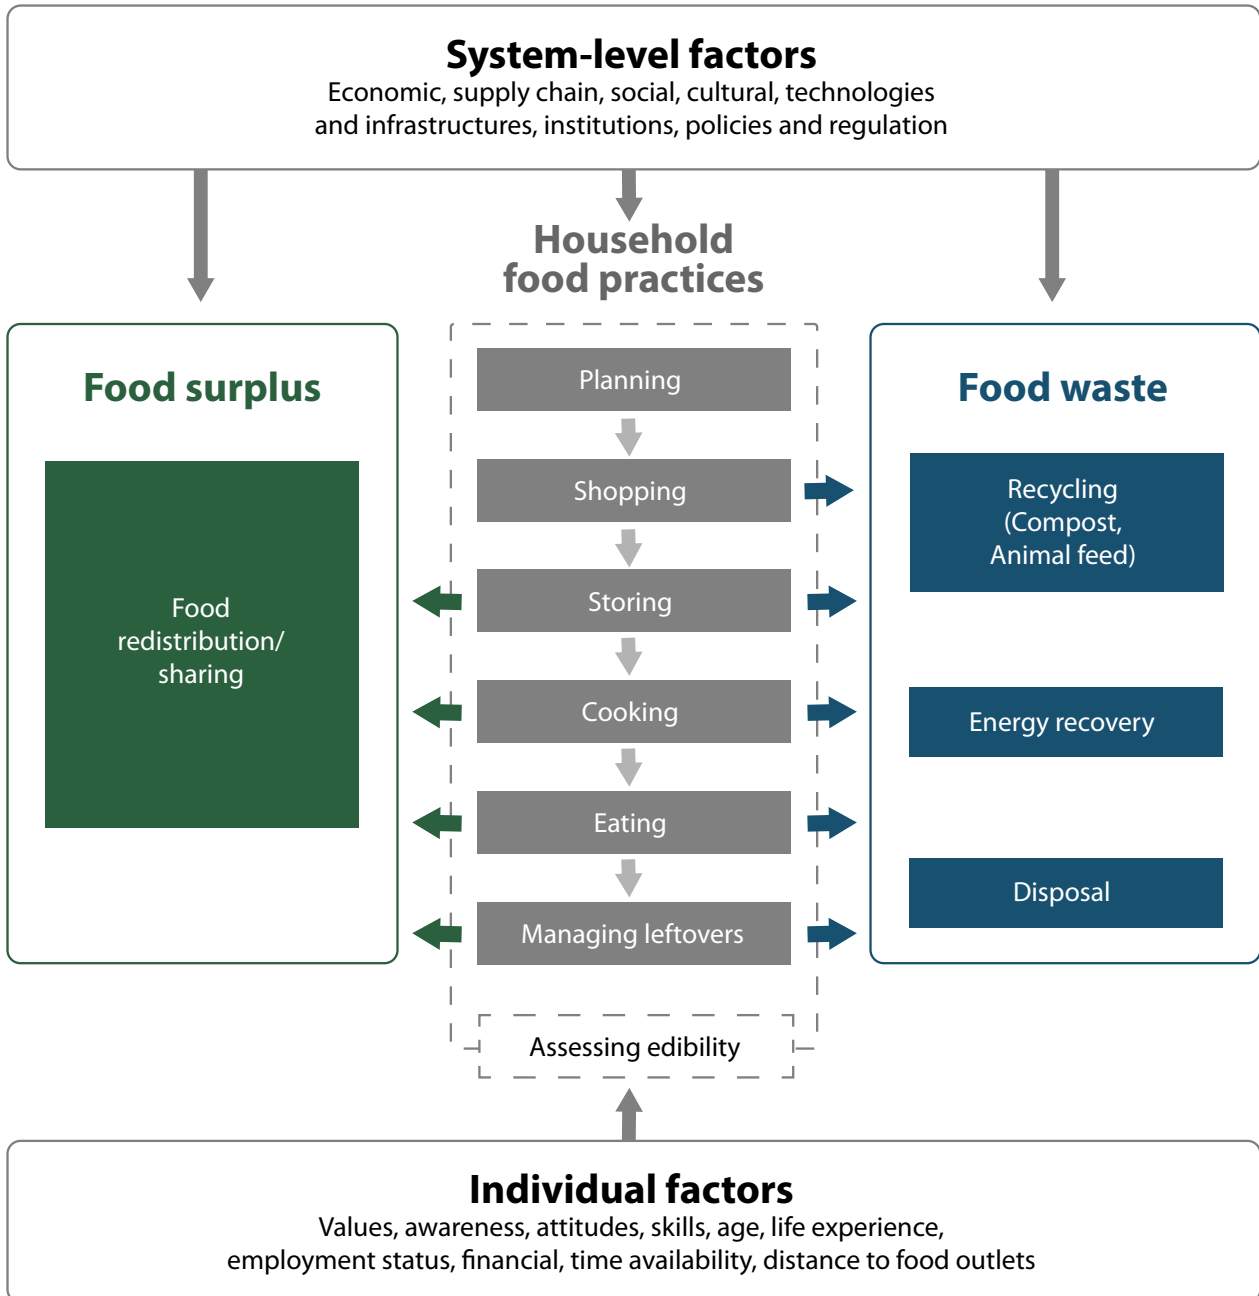 System-level factors
Economic, supply chain, social, cultural, technologies
and infrastructures, institutions, policies and regulation
Household
food practices
Food surplus
Food
redistribution/
sharing
Planning
Shopping
Storing
Cooking
Eating
Managing leftovers
Assessing edibility
Food waste
Recycling
(Compost,
Animal feed)
Energy recovery
Disposal
Individual factors
Values, awareness, attitudes, skills, age, life experience,
employment status, financial, time availability, distance to food outlets